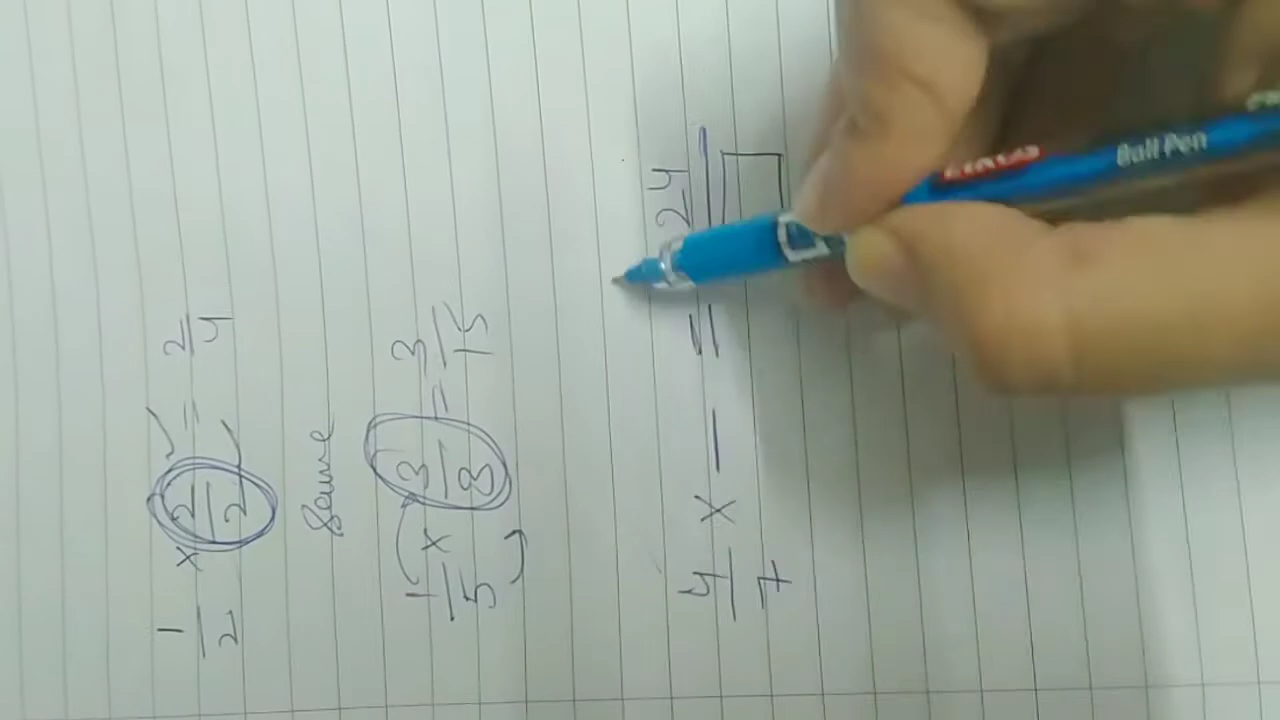 1/2 × 2/2 = 2/4
Same
1/5 × 3/3 = 3/15
4/7 × — = 24/
Ball Pen